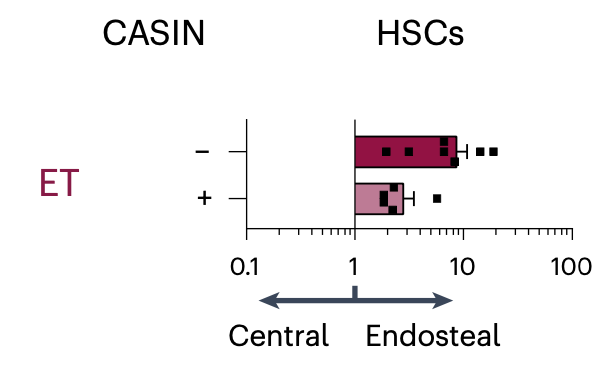 CASIN HSCs
ET
−
+
0.1 1 10 100
Central Endosteal